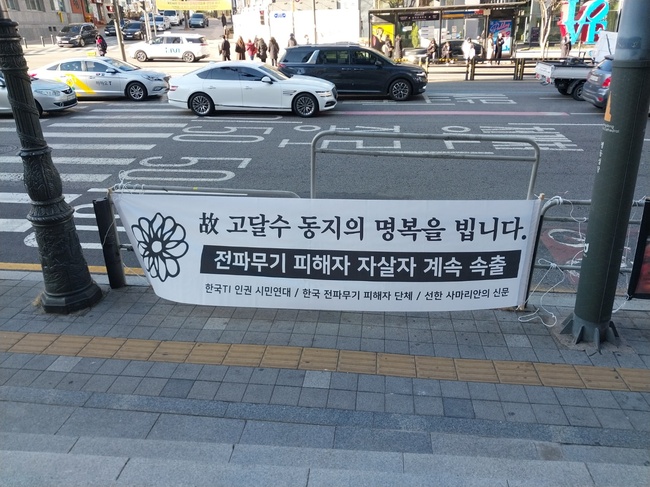 故 고달수 동지의 명복을 빕니다.
전파무기 피해자 자살자 계속 속출
한국TI 인권 시민연대 / 한국 전파무기 피해자 단체 / 선한 사마리안의 신문
50
50